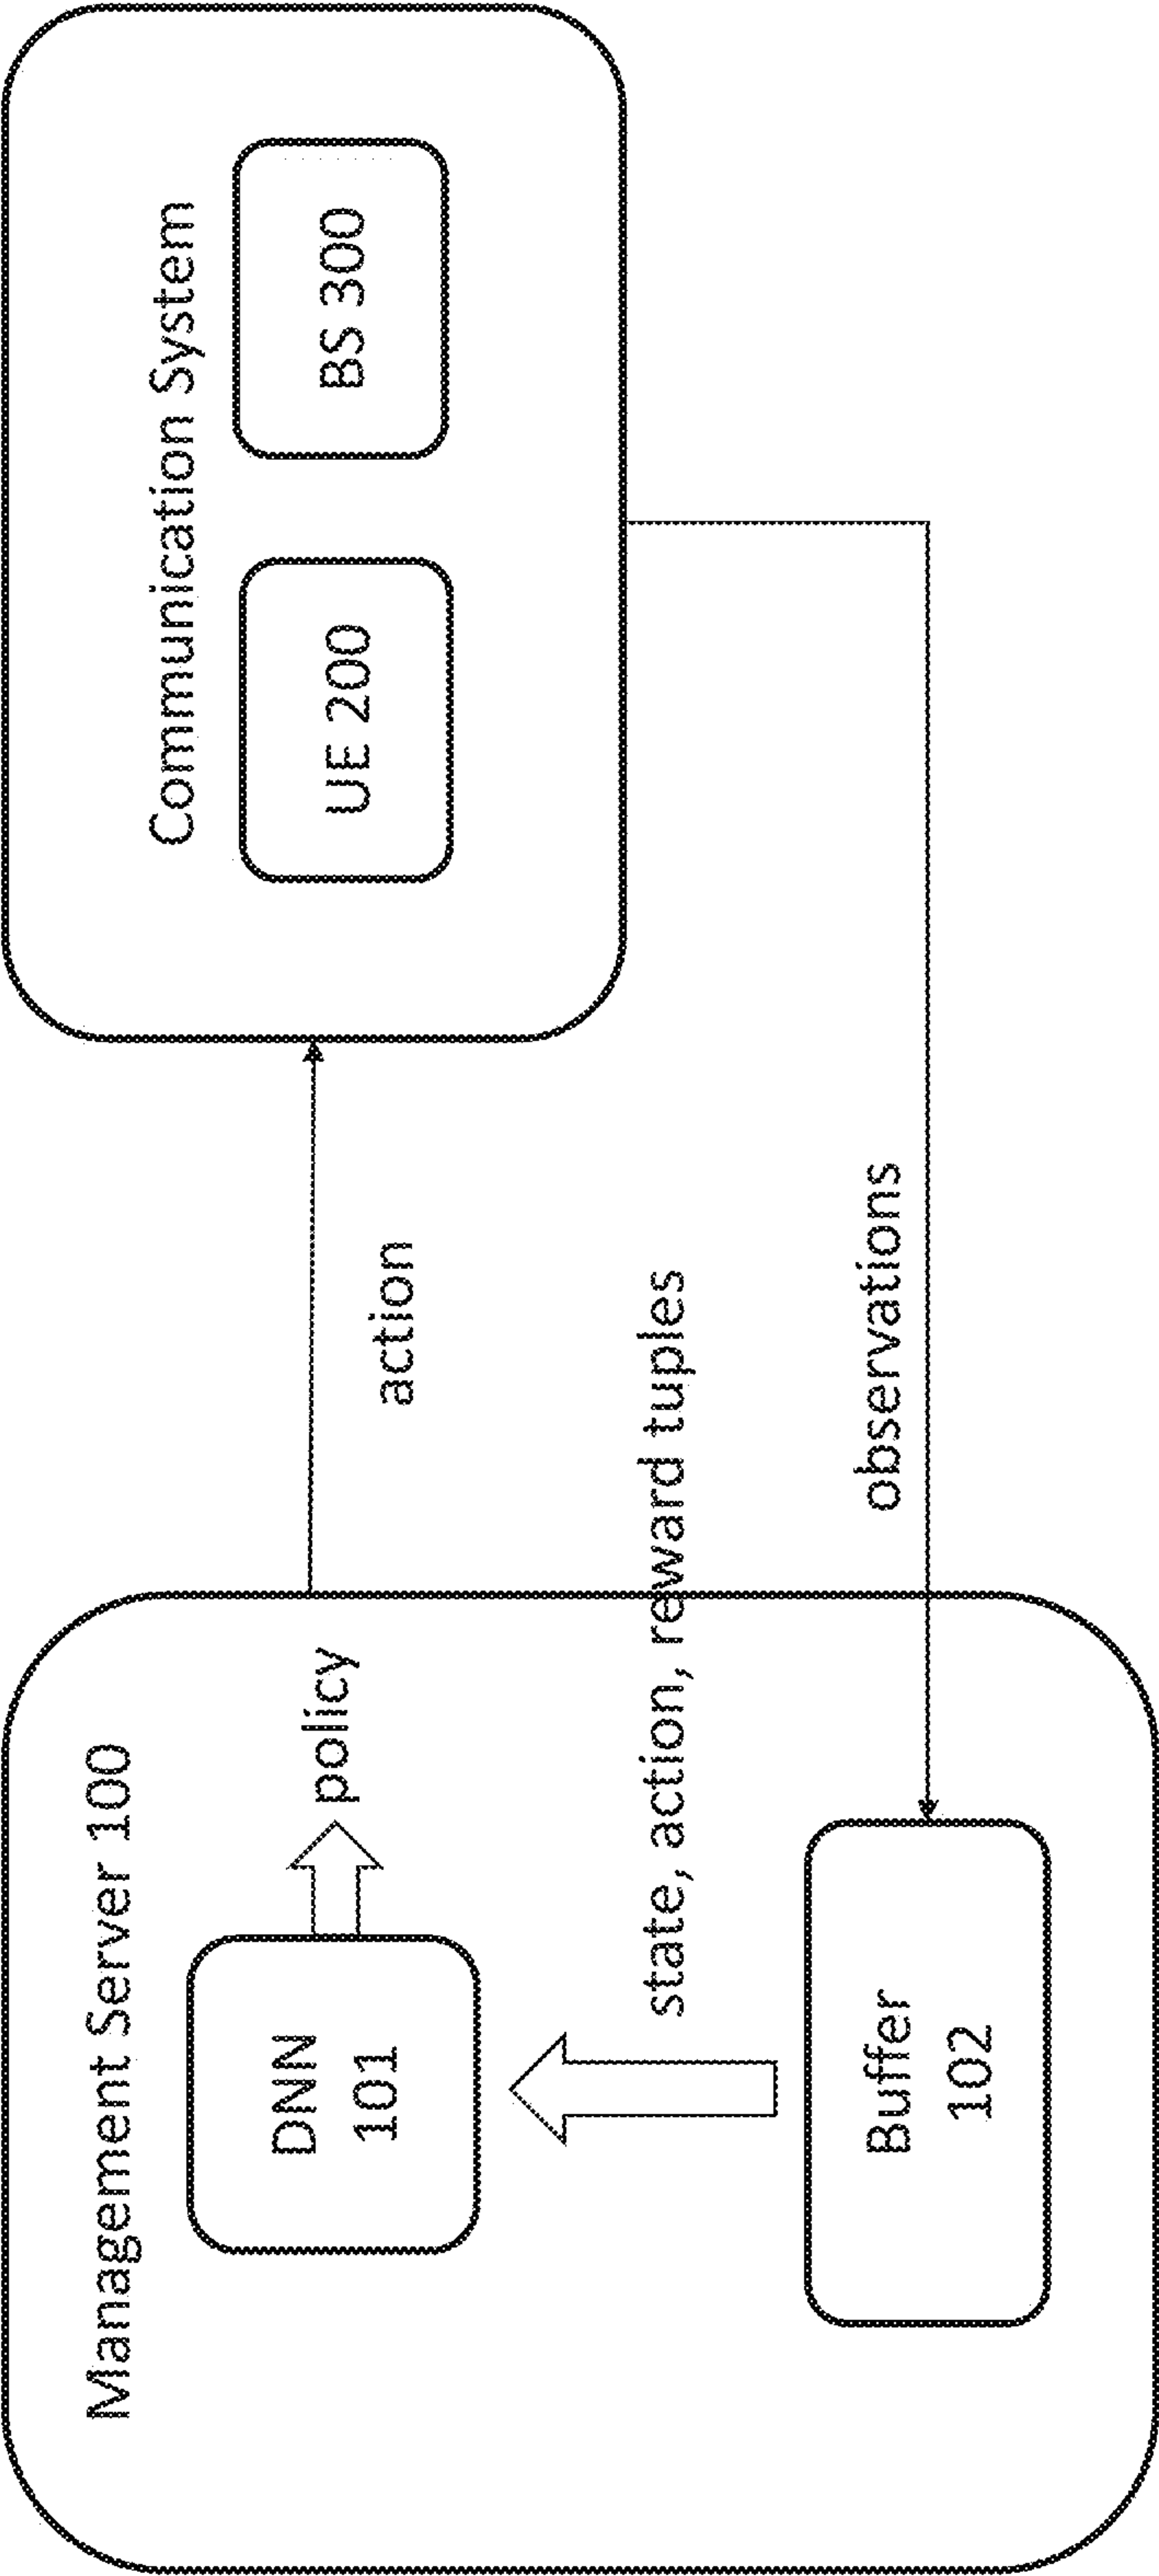 Management Server 100
DNN
101
policy
state, action, reward tuples
Buffer
102
action
observations
Communication System
UE 200
BS 300